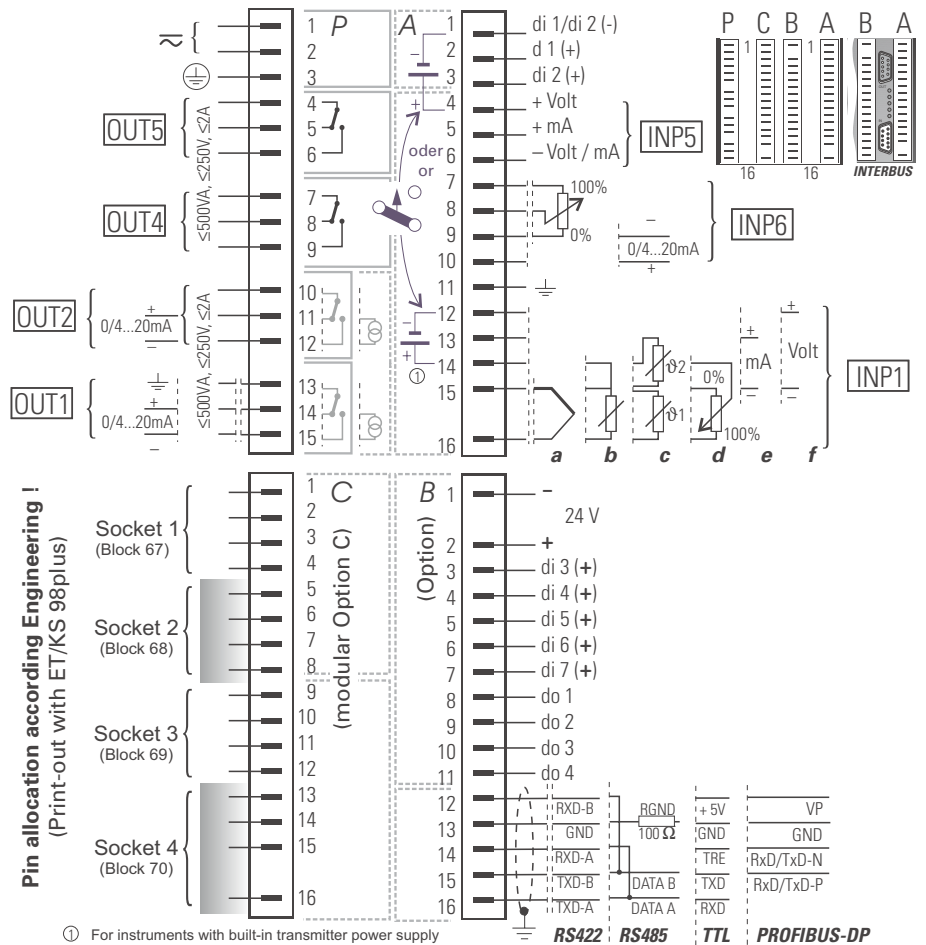 P
A
1
2
3
4
5
6
7
8
9
10
11
12
13
14
15
OUT5
OUT4
OUT2
OUT1
≤500VA, ≤250V, ≤2A
≤500VA, ≤250V, ≤2A
+
0/4...20mA
–
+
0/4...20mA
–
–
+
oder
or
–
+
①
1
2
3
4
5
6
7
8
9
10
11
12
13
14
15
16
di 1/di 2 (-)
d 1 (+)
di 2 (+)
+ Volt
+ mA
– Volt / mA
INP5
100%
0%
–
0/4...20mA
+
INP6
ϑ2
ϑ1
0%
100%
+
mA
–
+
Volt
–
INP1
a b c d e f
P C B A B A
1 1
16 16
INTERBUS
Pin allocation according Engineering !
(Print-out with ET/KS 98plus)
Socket 1
(Block 67)
Socket 2
(Block 68)
Socket 3
(Block 69)
Socket 4
(Block 70)
C
(modular Option C)
1
2
3
4
5
6
7
8
9
10
11
12
13
14
15
16
B
(Option)
1
2
3
4
5
6
7
8
9
10
11
12
13
14
15
16
–
24 V
+
di 3 (+)
di 4 (+)
di 5 (+)
di 6 (+)
di 7 (+)
do 1
do 2
do 3
do 4
RXD-B
GND
RXD-A
TXD-B
TXD-A
RS422
RGND
100 Ω
DATA B
DATA A
RS485
+ 5V
GND
TRE
TXD
RXD
TTL
VP
GND
RxD/TxD-N
RxD/TxD-P
PROFIBUS-DP
① For instruments with built-in transmitter power supply